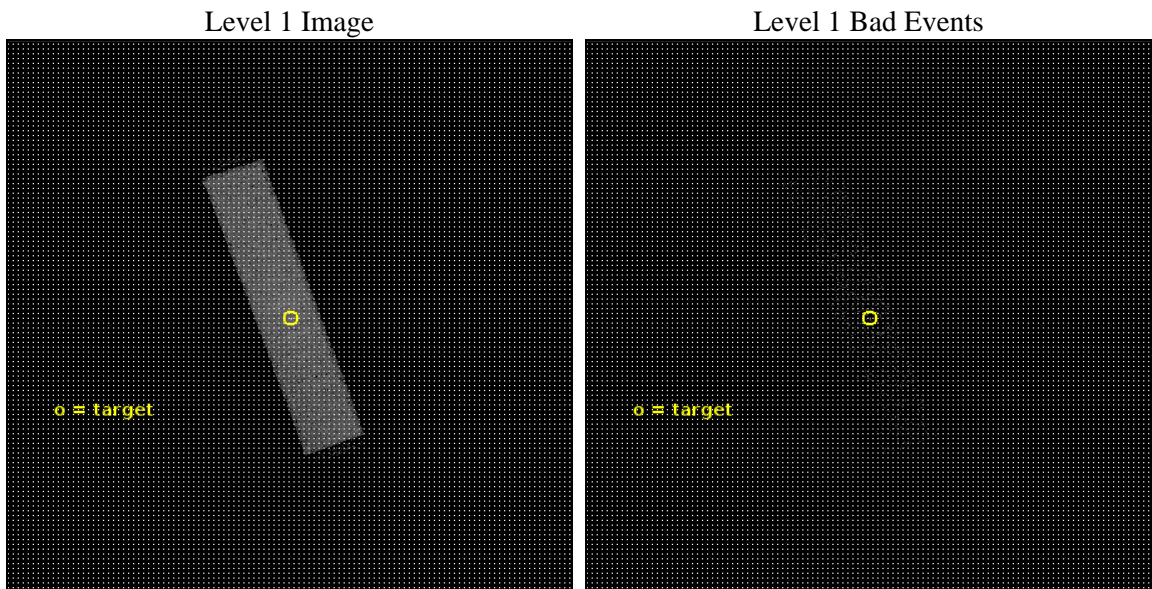 Level 1 Image
Level 1 Bad Events
o = target
o = target